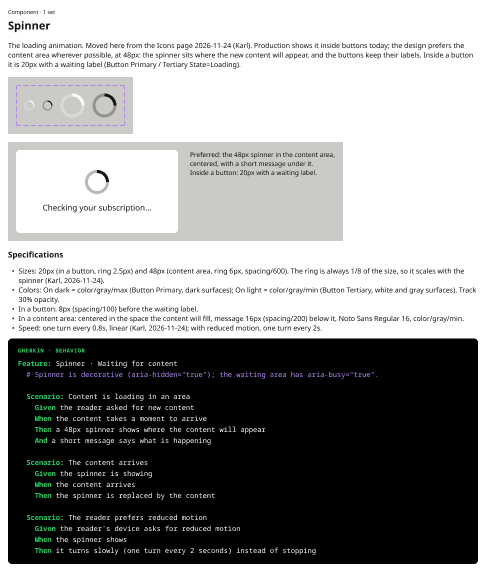 Component · 1 set
Spinner
The loading animation. Moved here from the Icons page 2026-11-24 (Karl). Production shows it inside buttons today; the design prefers the
content area wherever possible, at 48px: the spinner sits where the new content will appear, and the buttons keep their labels. Inside a button
it is 20px with a waiting label (Button Primary / Tertiary State=Loading).
Checking your subscription...
Preferred: the 48px spinner in the content area,
centered, with a short message under it.
Inside a button: 20px with a waiting label.
Specifications
• Sizes: 20px (in a button, ring 2.5px) and 48px (content area, ring 6px, spacing/600). The ring is always 1/8 of the size, so it scales with the
spinner (Karl, 2026-11-24).
• Colors: On dark = color/gray/max (Button Primary, dark surfaces); On light = color/gray/min (Button Tertiary, white and gray surfaces). Track
30% opacity.
• In a button: 8px (spacing/100) before the waiting label.
• In a content area: centered in the space the content will fill, message 16px (spacing/200) below it, Noto Sans Regular 16, color/gray/min.
• Speed: one turn every 0.8s, linear (Karl, 2026-11-24); with reduced motion, one turn every 2s.
GHERKIN · BEHAVIOR
Feature: Spinner · Waiting for content
# Spinner is decorative (aria-hidden="true"); the waiting area has aria-busy="true".
Scenario: Content is loading in an area
Given the reader asked for new content
When the content takes a moment to arrive
Then a 48px spinner shows where the content will appear
And a short message says what is happening
Scenario: The content arrives
Given the spinner is showing
When the content arrives
Then the spinner is replaced by the content
Scenario: The reader prefers reduced motion
Given the reader's device asks for reduced motion
When the spinner shows
Then it turns slowly (one turn every 2 seconds) instead of stopping